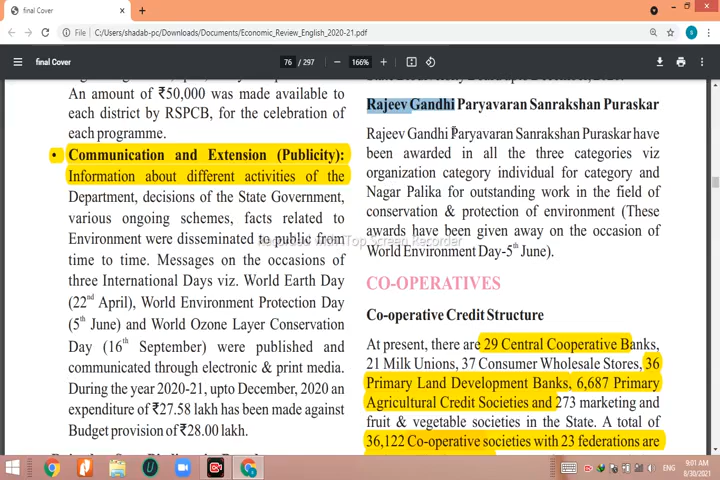 final Cover
File
C:/Users/shadab-pc/Downloads/Documents/Economic_Review_English_2020-21.pdf
final Cover
76 / 297
166%
An amount of ₹50,000 was made available to
each district by RSPCB, for the celebration of
each programme.
• Communication and Extension (Publicity):
Information about different activities of the
Department, decisions of the State Government,
various ongoing schemes, facts related to
Environment were disseminated to public from
time to time. Messages on the occasions of
three International Days viz. World Earth Day
(22nd April), World Environment Protection Day
(5th June) and World Ozone Layer Conservation
Day (16th September) were published and
communicated through electronic & print media.
During the year 2020-21, upto December, 2020 an
expenditure of ₹27.58 lakh has been made against
Budget provision of ₹28.00 lakh.
Rajeev Gandhi Paryavaran Sanrakshan Puraskar
Rajeev Gandhi Paryavaran Sanrakshan Puraskar have
been awarded in all the three categories viz
organization category individual for category and
Nagar Palika for outstanding work in the field of
conservation & protection of environment (These
awards have been given away on the occasion of
World Environment Day-5th June).
CO-OPERATIVES
Co-operative Credit Structure
At present, there are 29 Central Cooperative Banks,
21 Milk Unions, 37 Consumer Wholesale Stores, 36
Primary Land Development Banks, 6,687 Primary
Agricultural Credit Societies and 273 marketing and
fruit & vegetable societies in the State. A total of
36,122 Co-operative societies with 23 federations are
Screen Recorder
9:01 AM
8/30/2021